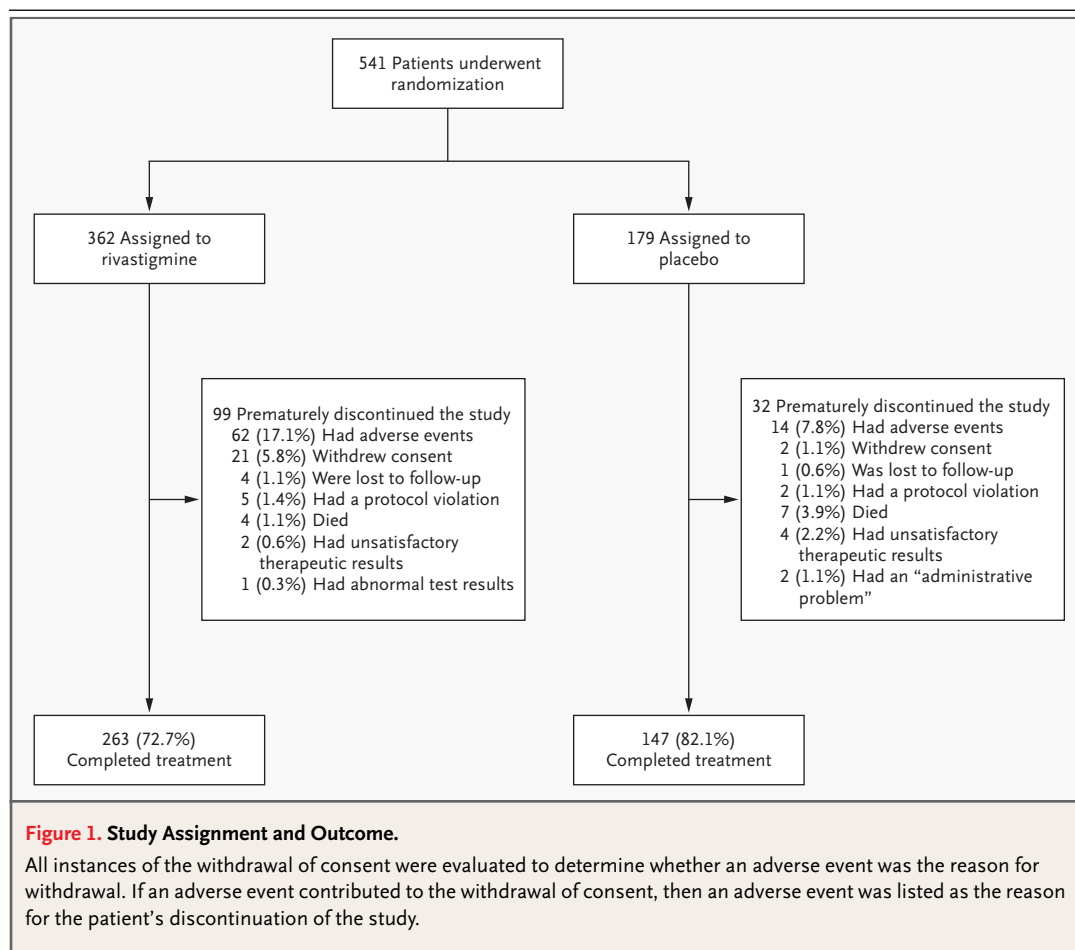 541 Patients underwent
randomization
362 Assigned to
rivastigmine
179 Assigned to
placebo
99 Prematurely discontinued the study
62 (17.1%) Had adverse events
21 (5.8%) Withdrew consent
4 (1.1%) Were lost to follow-up
5 (1.4%) Had a protocol violation
4 (1.1%) Died
2 (0.6%) Had unsatisfactory
therapeutic results
1 (0.3%) Had abnormal test results
32 Prematurely discontinued the study
14 (7.8%) Had adverse events
2 (1.1%) Withdrew consent
1 (0.6%) Was lost to follow-up
2 (1.1%) Had a protocol violation
7 (3.9%) Died
4 (2.2%) Had unsatisfactory
therapeutic results
2 (1.1%) Had an “administrative
problem”
263 (72.7%)
Completed treatment
147 (82.1%)
Completed treatment
Figure 1. Study Assignment and Outcome.
All instances of the withdrawal of consent were evaluated to determine whether an adverse event was the reason for
withdrawal. If an adverse event contributed to the withdrawal of consent, then an adverse event was listed as the reason
for the patient’s discontinuation of the study.